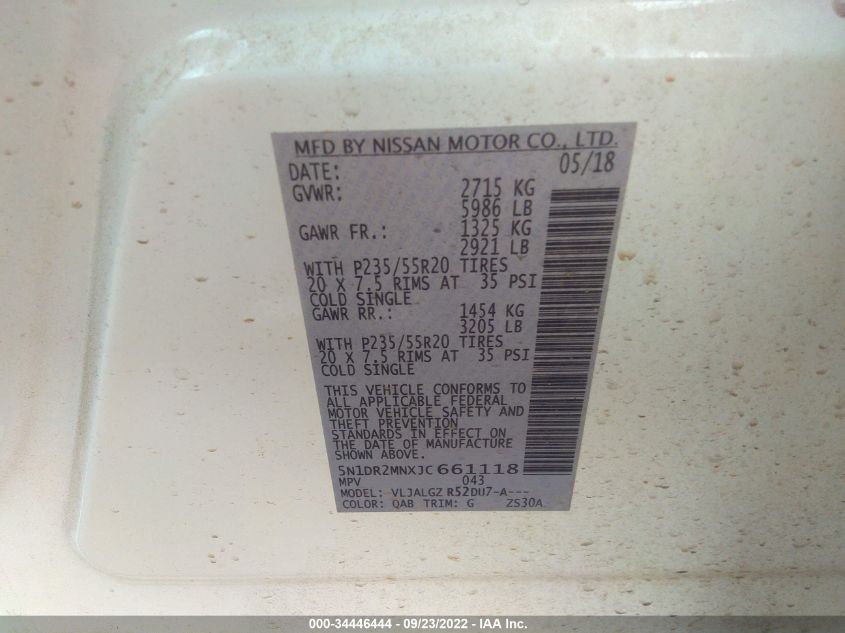 MFD BY NISSAN MOTOR CO., LTD.
DATE: 05/18
GVWR: 2715 KG
5986 LB
GAWR FR.: 1325 KG
2921 LB
WITH P235/55R20 TIRES
20 X 7.5 RIMS AT 35 PSI
COLD SINGLE
GAWR RR.: 1454 KG
3205 LB
WITH P235/55R20 TIRES
20 X 7.5 RIMS AT 35 PSI
COLD SINGLE
THIS VEHICLE CONFORMS TO
ALL APPLICABLE FEDERAL
MOTOR VEHICLE SAFETY AND
THEFT PREVENTION
STANDARDS IN EFFECT ON
THE DATE OF MANUFACTURE
SHOWN ABOVE.
5N1DR2MNXJC661118
MPV 043
MODEL: VLJALGZ R52DU7-A---
COLOR: QAB TRIM: G ZS30A
000-34446444 - 09/23/2022 - IAA Inc.